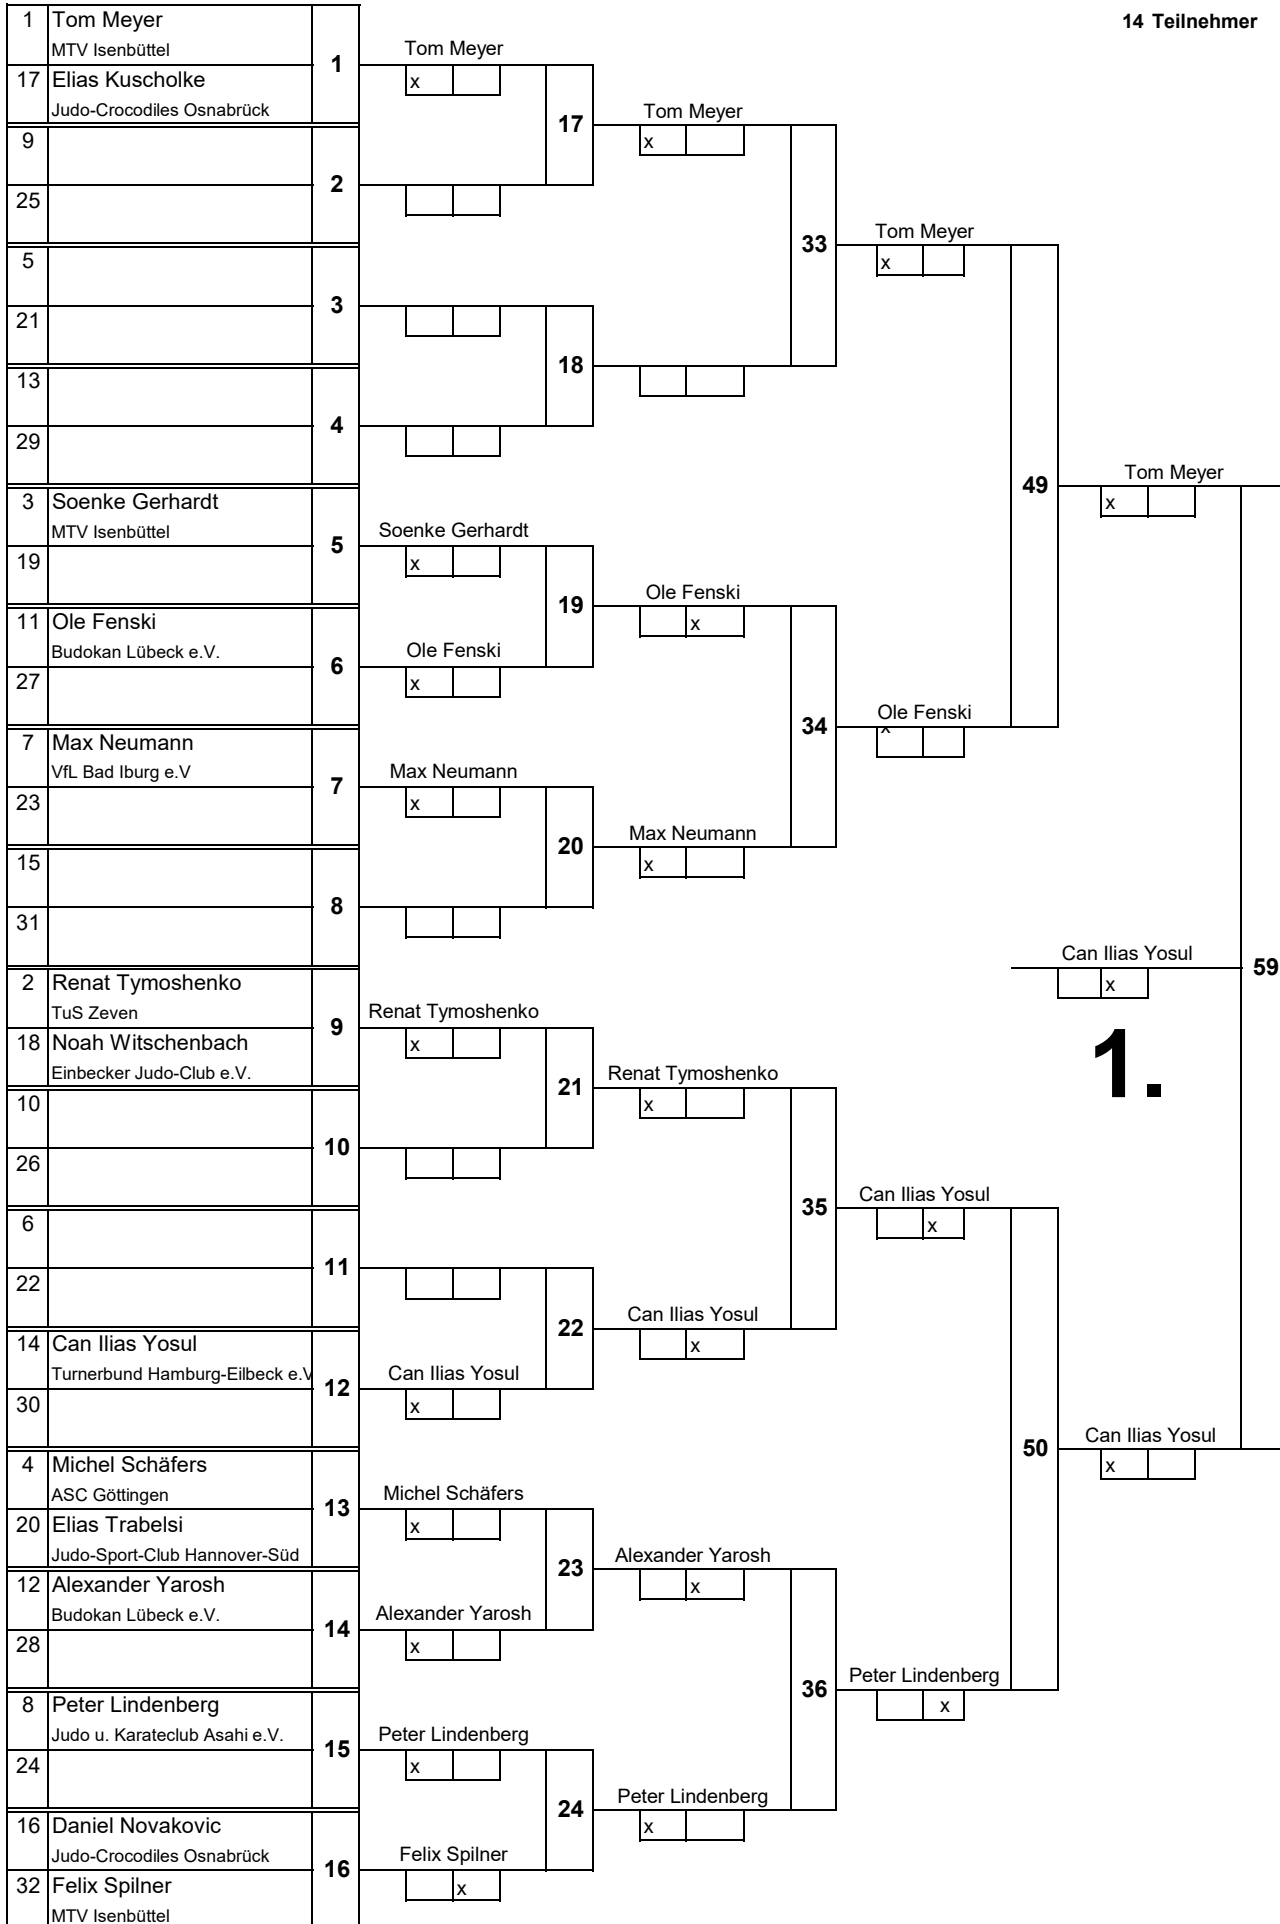 14 Teilnehmer
1 Tom Meyer
MTV Isenbüttel
1
Tom Meyer
x
17 Elias Kuscholke
Judo-Crocodiles Osnabrück
17
Tom Meyer
x
9
2
25
33
Tom Meyer
x
5
3
21
18
13
4
29
49
Tom Meyer
x
3 Soenke Gerhardt
MTV Isenbüttel
5
Soenke Gerhardt
x
19
19
Ole Fenski
x
11 Ole Fenski
Budokan Lübeck e.V.
6
Ole Fenski
x
27
34
Ole Fenski
x
7 Max Neumann
VfL Bad Iburg e.V
7
Max Neumann
x
23
20
Max Neumann
x
15
8
31
Can Ilias Yosul
x
59
1.
2 Renat Tymoshenko
TuS Zeven
9
Renat Tymoshenko
x
18 Noah Witschenbach
Einbecker Judo-Club e.V.
21
Renat Tymoshenko
x
10
10
26
35
Can Ilias Yosul
x
6
11
22
22
Can Ilias Yosul
x
14 Can Ilias Yosul
Turnerbund Hamburg-Eilbeck e.V
12
Can Ilias Yosul
x
30
50
Can Ilias Yosul
x
4 Michel Schäfers
ASC Göttingen
13
Michel Schäfers
x
20 Elias Trabelsi
Judo-Sport-Club Hannover-Süd
23
Alexander Yarosh
x
12 Alexander Yarosh
Budokan Lübeck e.V.
14
Alexander Yarosh
x
28
36
Peter Lindenberg
x
8 Peter Lindenberg
Judo u. Karateclub Asahi e.V.
15
Peter Lindenberg
x
24
24
Peter Lindenberg
x
16 Daniel Novakovic
Judo-Crocodiles Osnabrück
16
Felix Spilner
x
32 Felix Spilner
MTV Isenbüttel